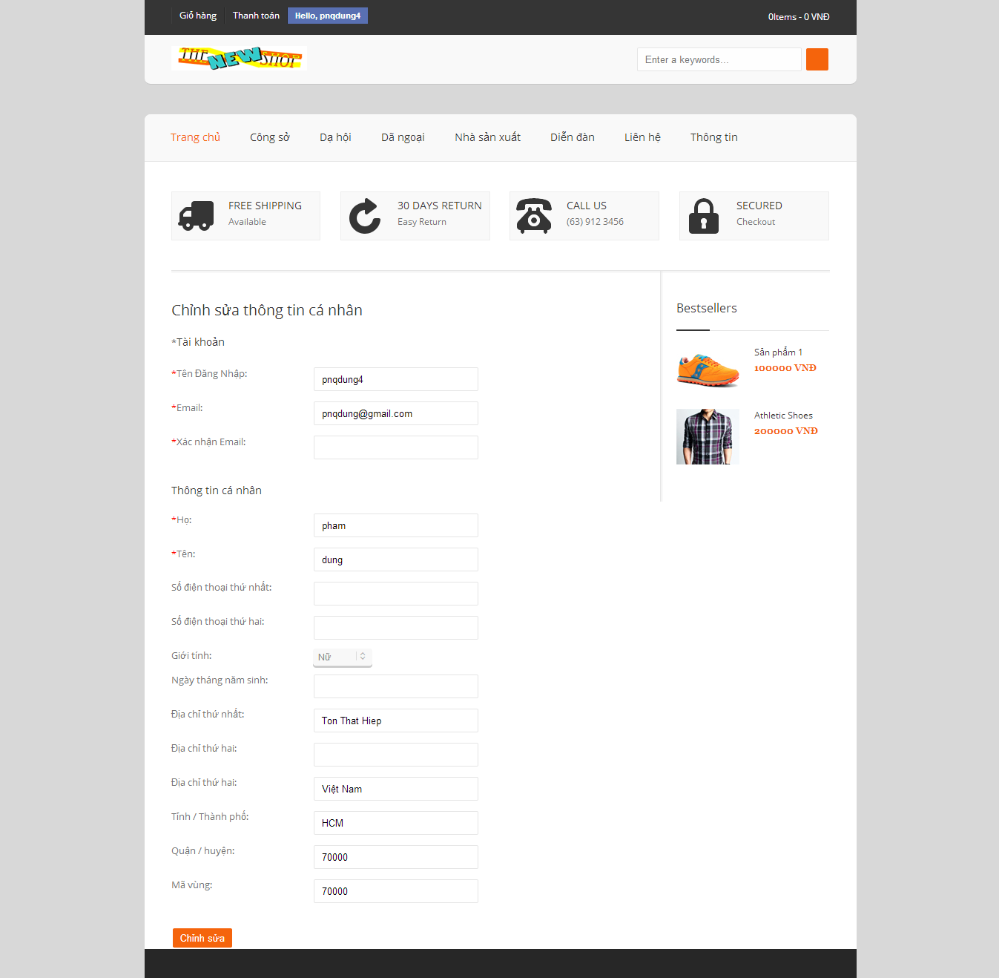 Giỏ hàng Thanh toán Hello, pnqdung4 0Items - 0 VNĐ
THE NEW SHOP
Enter a keywords...
Trang chủ Công sở Dạ hội Dã ngoại Nhà sản xuất Diễn đàn Liên hệ Thông tin
FREE SHIPPING
Available
30 DAYS RETURN
Easy Return
CALL US
(63) 912 3456
SECURED
Checkout
Chỉnh sửa thông tin cá nhân
*Tài khoản
*Tên Đăng Nhập: pnqdung4
*Email: pnqdung@gmail.com
*Xác nhận Email:
Thông tin cá nhân
*Họ: pham
*Tên: dung
Số điện thoại thứ nhất:
Số điện thoại thứ hai:
Giới tính: Nữ
Ngày tháng năm sinh:
Địa chỉ thứ nhất: Ton That Hiep
Địa chỉ thứ hai:
Địa chỉ thứ hai: Việt Nam
Tỉnh / Thành phố: HCM
Quận / huyện: 70000
Mã vùng: 70000
Chỉnh sửa
Bestsellers
Sản phẩm 1
100000 VNĐ
Athletic Shoes
200000 VNĐ